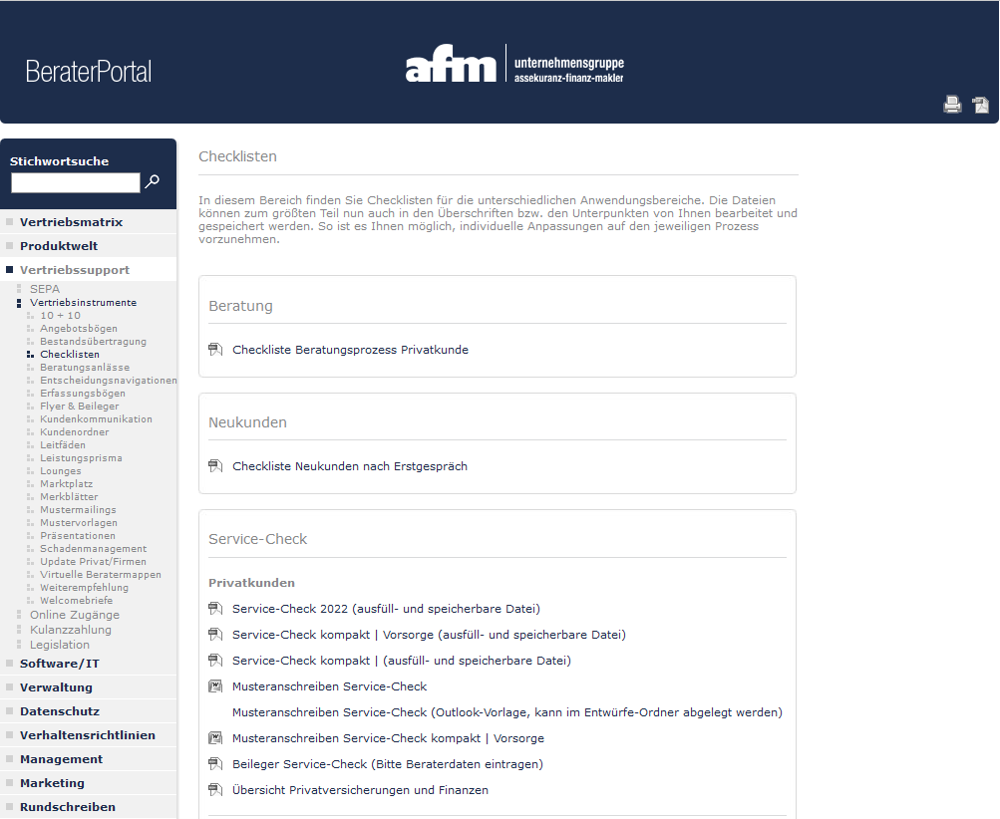 BeraterPortal
afm
unternehmensgruppe
assekuranz-finanz-makler
Stichwortsuche
Vertriebsmatrix
Produktwelt
Vertriebssupport
SEPA
Vertriebsinstrumente
10 + 10
Angebotsbögen
Bestandsübertragung
Checklisten
Beratungsanlässe
Entscheidungsnavigationen
Erfassungsbögen
Flyer & Beileger
Kundenkommunikation
Kundenordner
Leitfäden
Leistungsprisma
Lounges
Marktplatz
Merkblätter
Mustermailings
Mustervorlagen
Präsentationen
Schadenmanagement
Update Privat/Firmen
Virtuelle Beratermappen
Weiterempfehlung
Welcomebriefe
Online Zugänge
Kulanzzahlung
Legislation
Software/IT
Verwaltung
Datenschutz
Verhaltensrichtlinien
Management
Marketing
Rundschreiben
Checklisten
In diesem Bereich finden Sie Checklisten für die unterschiedlichen Anwendungsbereiche. Die Dateien
können zum größten Teil nun auch in den Überschriften bzw. den Unterpunkten von Ihnen bearbeitet und
gespeichert werden. So ist es Ihnen möglich, individuelle Anpassungen auf den jeweiligen Prozess
vorzunehmen.
Beratung
Checkliste Beratungsprozess Privatkunde
Neukunden
Checkliste Neukunden nach Erstgespräch
Service-Check
Privatkunden
Service-Check 2022 (ausfüll- und speicherbare Datei)
Service-Check kompakt | Vorsorge (ausfüll- und speicherbare Datei)
Service-Check kompakt | (ausfüll- und speicherbare Datei)
Musteranschreiben Service-Check
Musteranschreiben Service-Check (Outlook-Vorlage, kann im Entwürfe-Ordner abgelegt werden)
Musteranschreiben Service-Check kompakt | Vorsorge
Beileger Service-Check (Bitte Beraterdaten eintragen)
Übersicht Privatversicherungen und Finanzen